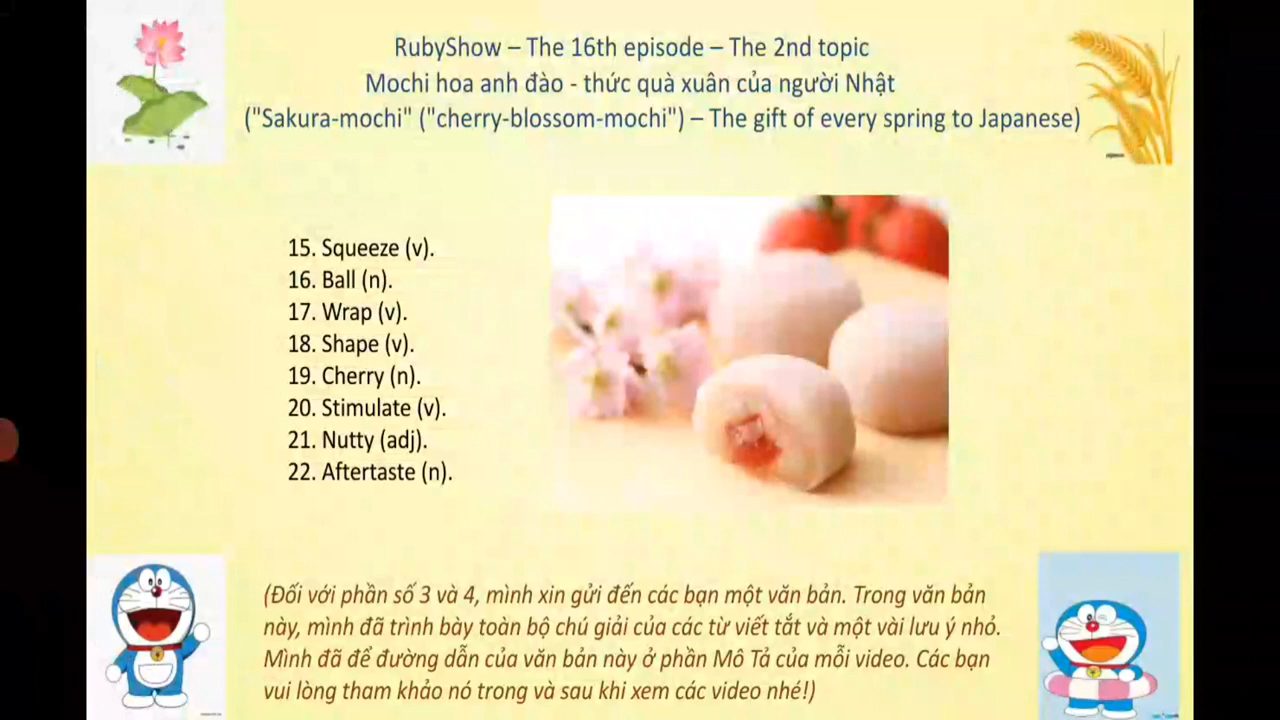 RubyShow – The 16th episode – The 2nd topic
Mochi hoa anh đào - thức quà xuân của người Nhật
("Sakura-mochi" ("cherry-blossom-mochi") – The gift of every spring to Japanese)
15. Squeeze (v).
16. Ball (n).
17. Wrap (v).
18. Shape (v).
19. Cherry (n).
20. Stimulate (v).
21. Nutty (adj).
22. Aftertaste (n).
(Đối với phần số 3 và 4, mình xin gửi đến các bạn một văn bản. Trong văn bản
này, mình đã trình bày toàn bộ chú giải của các từ viết tắt và một vài lưu ý nhỏ.
Mình đã để đường dẫn của văn bản này ở phần Mô Tả của mỗi video. Các bạn
vui lòng tham khảo nó trong và sau khi xem các video nhé!)